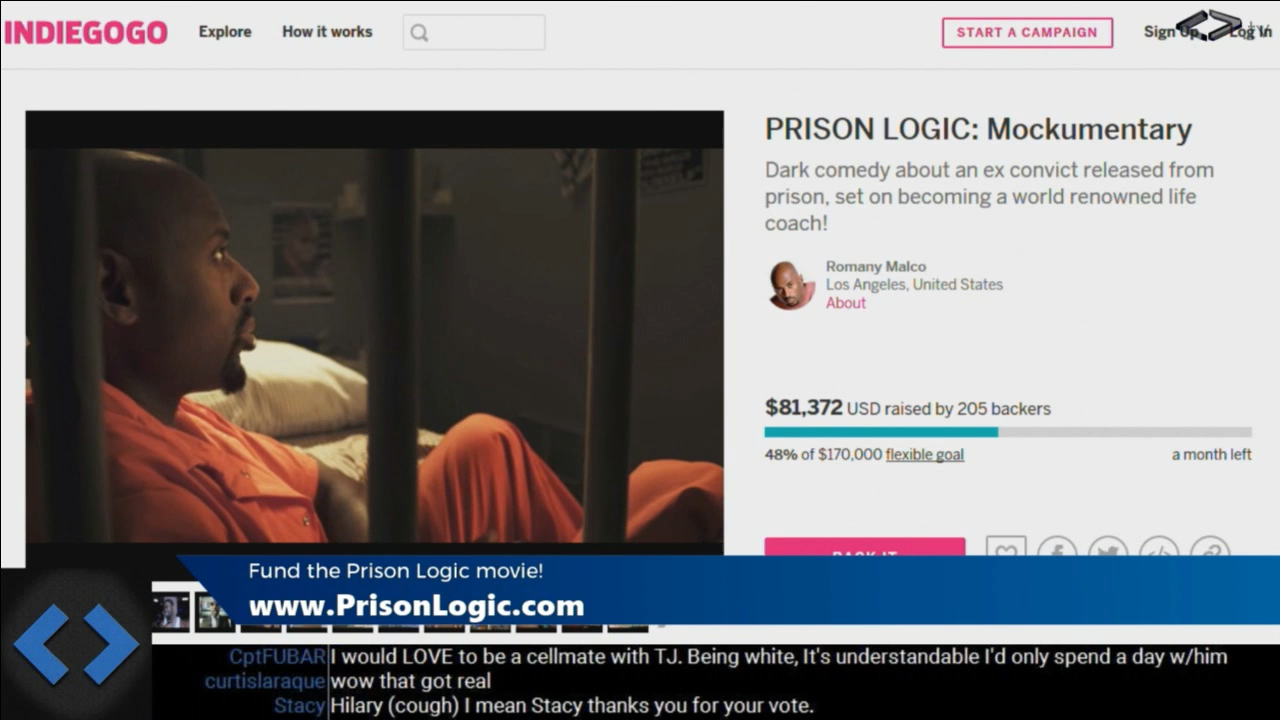 INDIEGOGO Explore How it works START A CAMPAIGN Sign Up Log In
PRISON LOGIC: Mockumentary
Dark comedy about an ex convict released from
prison, set on becoming a world renowned life
coach!
Romany Malco
Los Angeles, United States
About
$81,372 USD raised by 205 backers
48% of $170,000 flexible goal a month left
BACK IT
Fund the Prison Logic movie!
www.PrisonLogic.com
CptFUBAR I would LOVE to be a cellmate with TJ. Being white, It's understandable I'd only spend a day w/him
curtislaraque wow that got real
Stacy Hilary (cough) I mean Stacy thanks you for your vote.